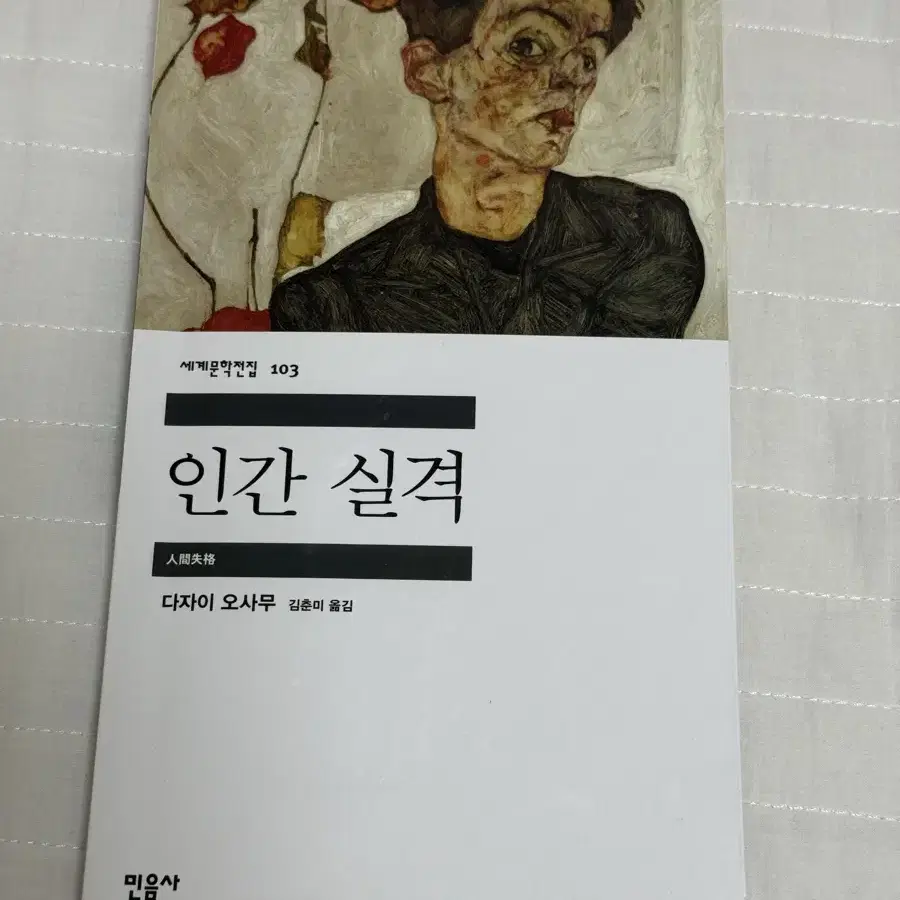 세계문학전집 103
인간 실격
人間失格
다자이 오사무 김춘미 옮김
민음사